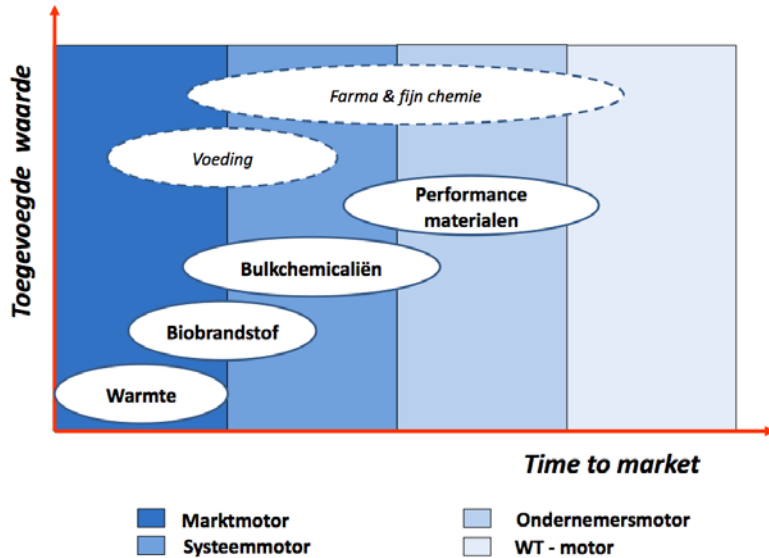 Toegevoegde waarde
Farma & fijn chemie
Voeding
Performance
materialen
Bulkchemicaliën
Biobrandstof
Warmte
Time to market
Marktmotor
Systeemmotor
Ondernemersmotor
WT - motor